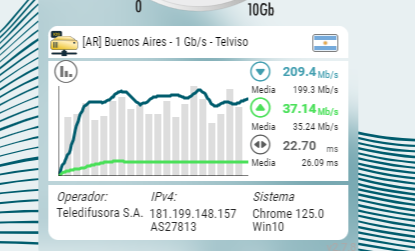 0
10Gb
[AR] Buenos Aires - 1 Gb/s - Telviso
209.4 Mb/s
Media 199.3 Mb/s
37.14 Mb/s
Media 35.24 Mb/s
22.70 ms
Media 26.09 ms
Operador: IPv4: Sistema
Teledifusora S.A. 181.199.148.157 Chrome 125.0
AS27813 Win10